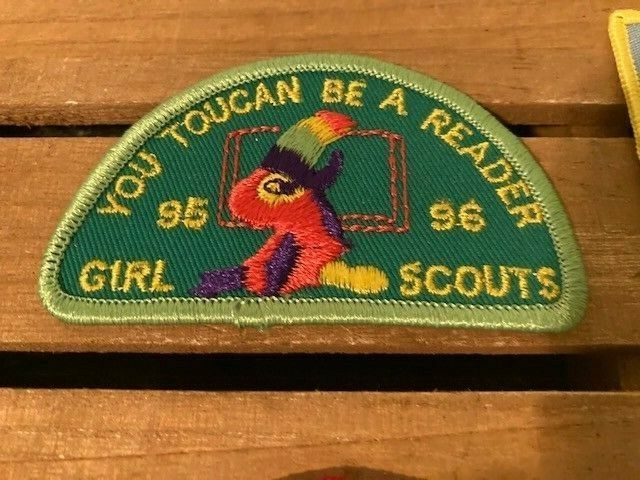 YOU TOUCAN BE A READER
95 96
GIRL SCOUTS